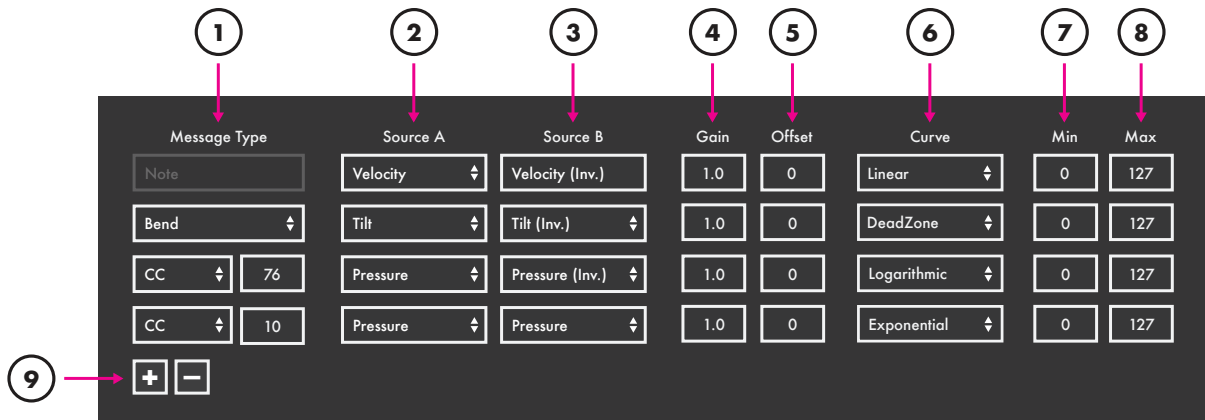 1 2 3 4 5 6 7 8
Message Type Source A Source B Gain Offset Curve Min Max
Note Velocity Velocity (Inv.) 1.0 0 Linear 0 127
Bend Tilt Tilt (Inv.) 1.0 0 DeadZone 0 127
CC 76 Pressure Pressure (Inv.) 1.0 0 Logarithmic 0 127
CC 10 Pressure Pressure 1.0 0 Exponential 0 127
9 + −